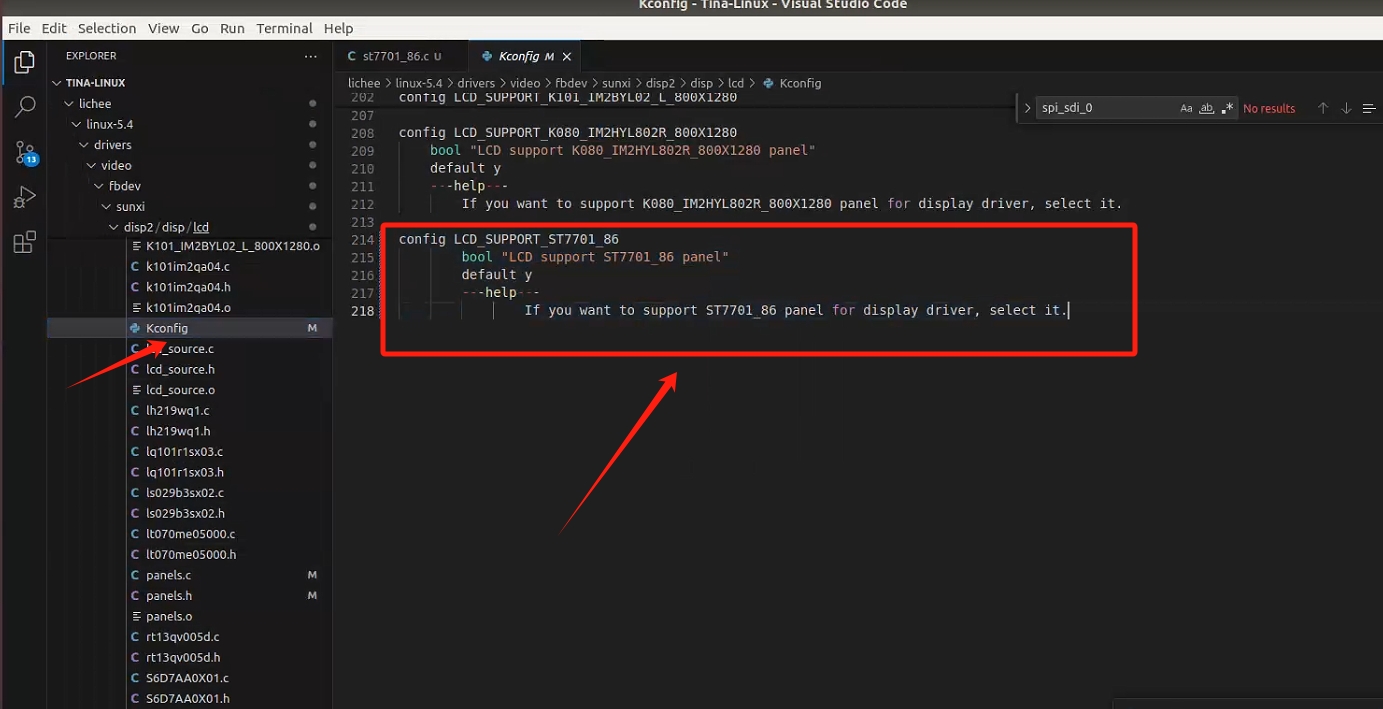 Kconfig - Tina-Linux - Visual Studio Code
File Edit Selection View Go Run Terminal Help
EXPLORER ...
TINA-LINUX
lichee
linux-5.4
drivers
video
fbdev
sunxi
disp2/disp/lcd
K101_IM2BYL02_L_800X1280.o
k101im2qa04.c
k101im2qa04.h
k101im2qa04.o
Kconfig M
lcd_source.c
lcd_source.h
lcd_source.o
lh219wq1.c
lh219wq1.h
lq101r1sx03.c
lq101r1sx03.h
ls029b3sx02.c
ls029b3sx02.h
lt070me05000.c
lt070me05000.h
panels.c M
panels.h M
panels.o
rt13qv005d.c
rt13qv005d.h
S6D7AA0X01.c
S6D7AA0X01.h
13
C st7701_86.c U
Kconfig M
lichee > linux-5.4 > drivers > video > fbdev > sunxi > disp2 > disp > lcd > Kconfig
spi_sdi_0 Aa ab .* No results
202 config LCD_SUPPORT_K101_IM2BYL02_L_800X1280
207
208 config LCD_SUPPORT_K080_IM2HYL802R_800X1280
209 bool "LCD support K080_IM2HYL802R_800X1280 panel"
210 default y
211 ---help---
212 If you want to support K080_IM2HYL802R_800X1280 panel for display driver, select it.
213
214 config LCD_SUPPORT_ST7701_86
215 bool "LCD support ST7701_86 panel"
216 default y
217 ---help---
218 If you want to support ST7701_86 panel for display driver, select it.